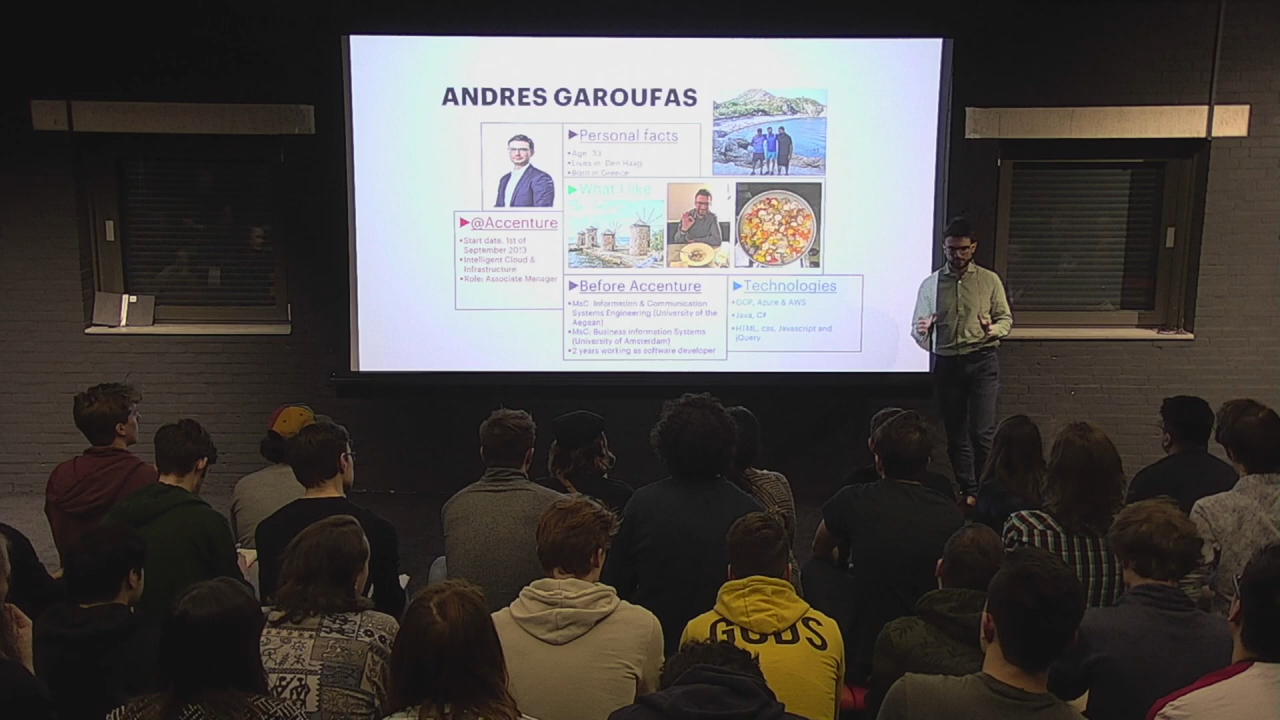 ANDRES GAROUFAS
▶Personal facts
•Age: 33
•Lives in: Den Haag
•Born in: Greece
▶What I like
▶@Accenture
•Start date: 1st of
September 2013
•Intelligent Cloud &
Infrastructure
•Role: Associate Manager
▶Before Accenture
•MsC: Information & Communication
Systems Engineering (University of the
Aegean)
•MsC: Business Information Systems
(University of Amsterdam)
•2 years working as software developer
▶Technologies
•GCP, Azure & AWS
•Java, C#
•HTML, css, Javascript and
jQuery
GODS